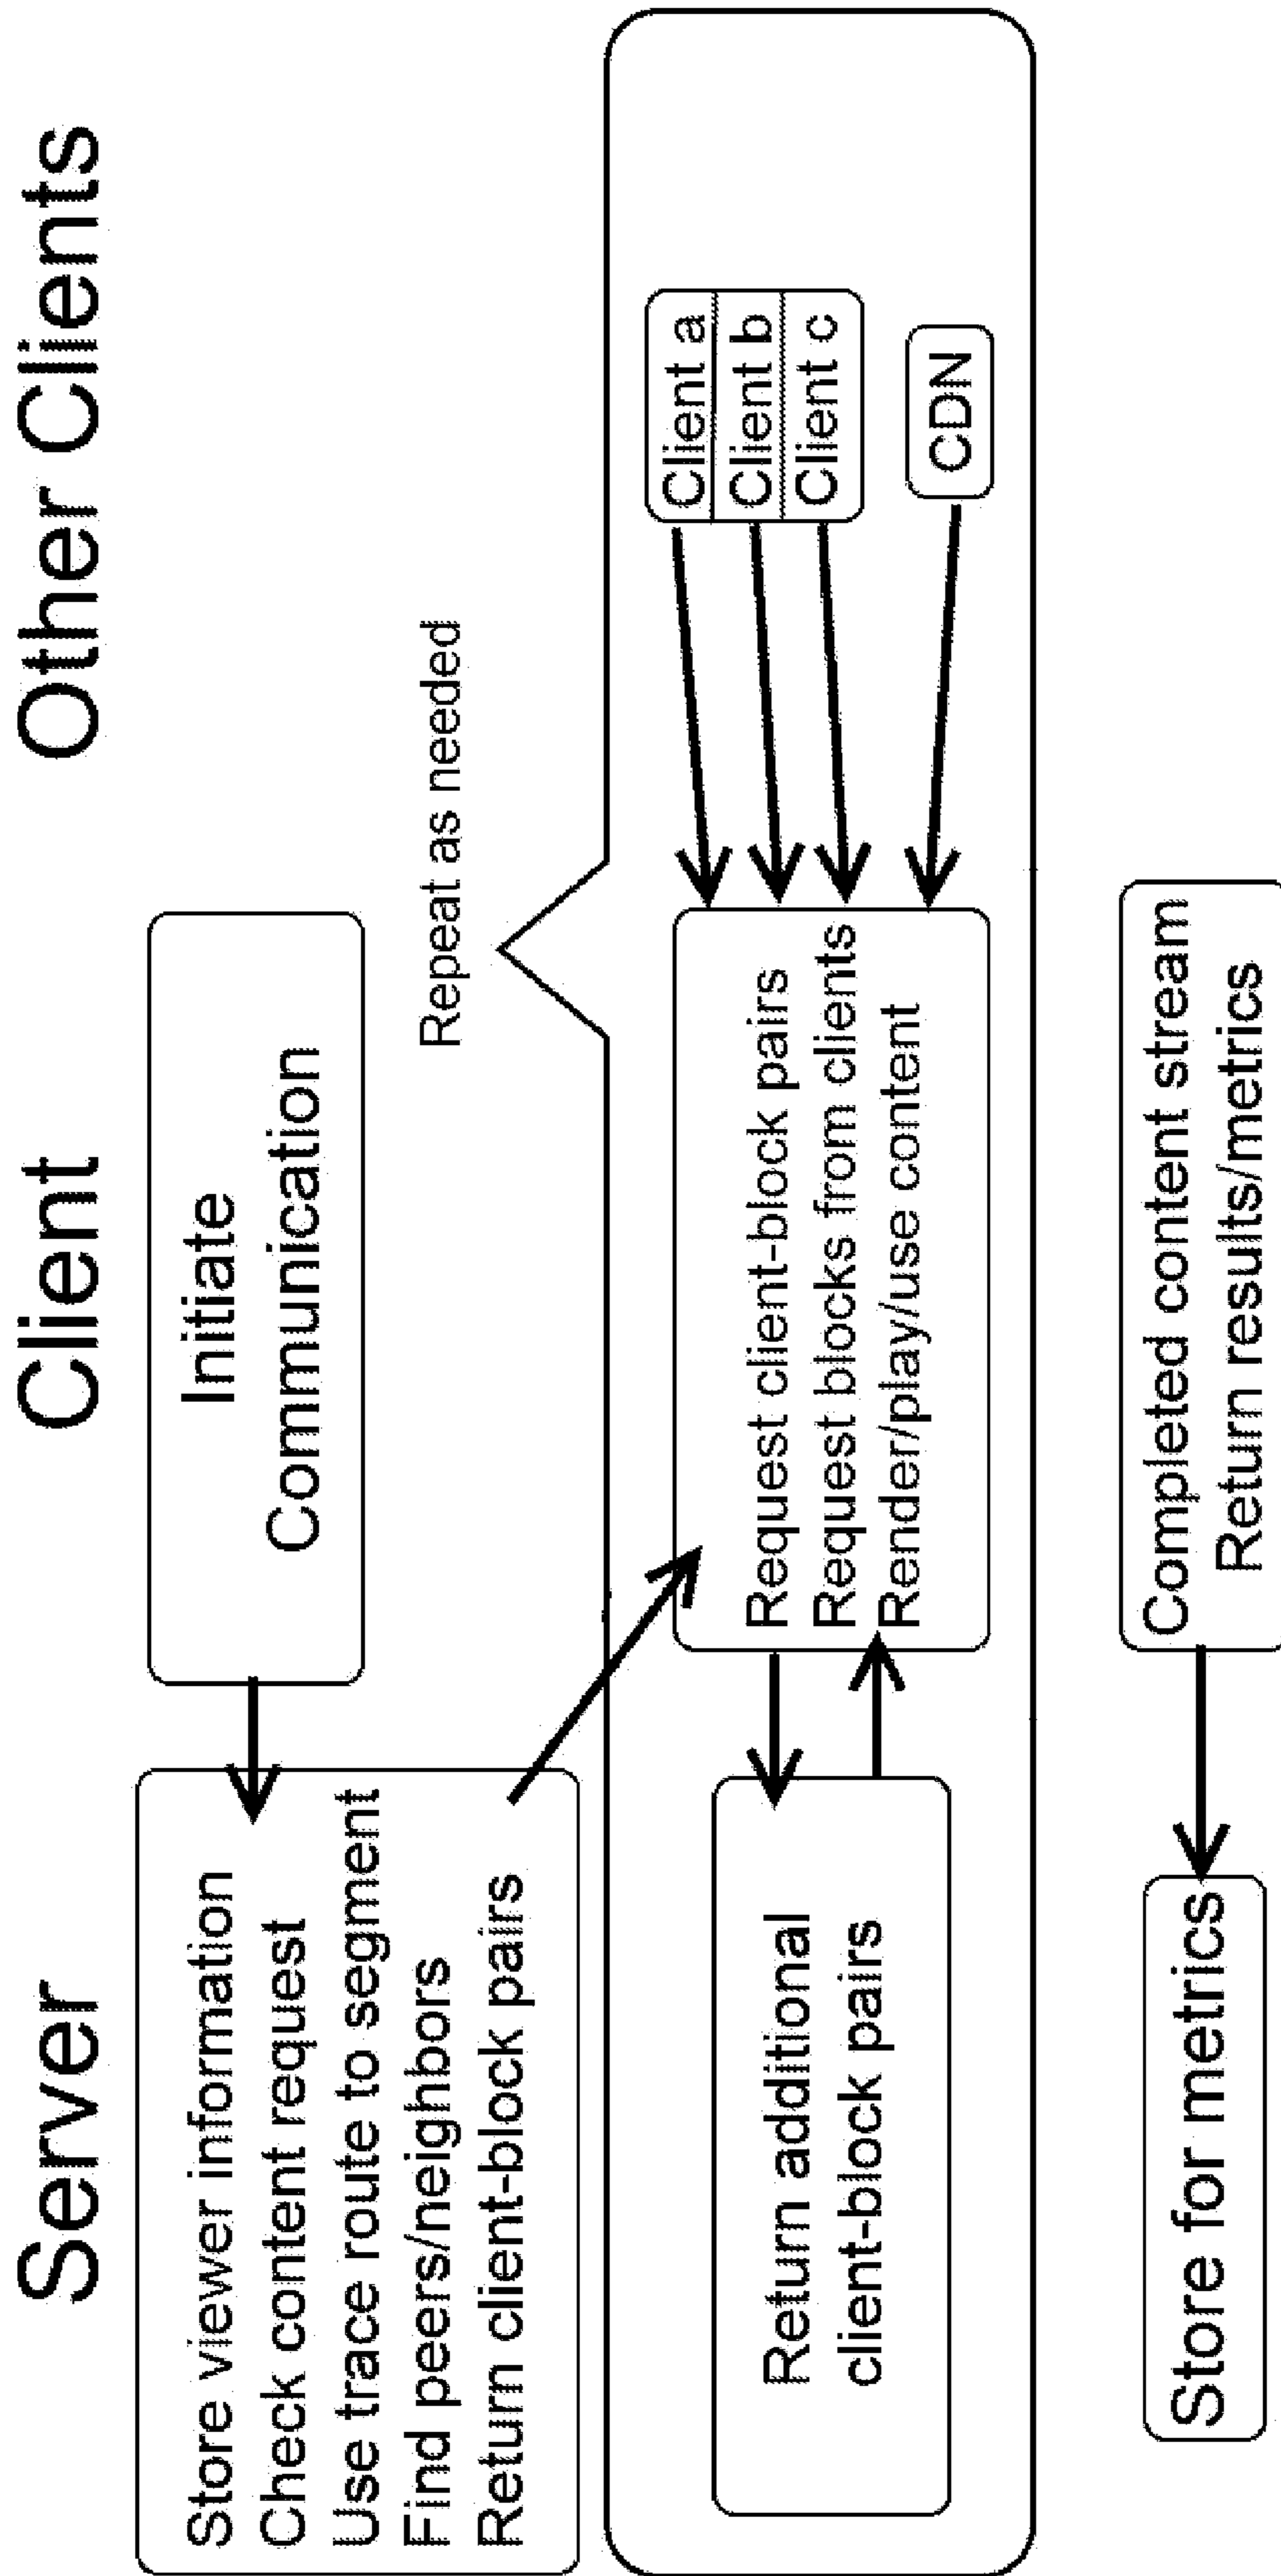 Server
Client
Other Clients
Store viewer information
Check content request
Use trace route to segment
Find peers/neighbors
Return client-block pairs
Initiate
Communication
Repeat as needed
Return additional
client-block pairs
Request client-block pairs
Request blocks from clients
Render/play/use content
Client a
Client b
Client c
CDN
Store for metrics
Completed content stream
Return results/metrics